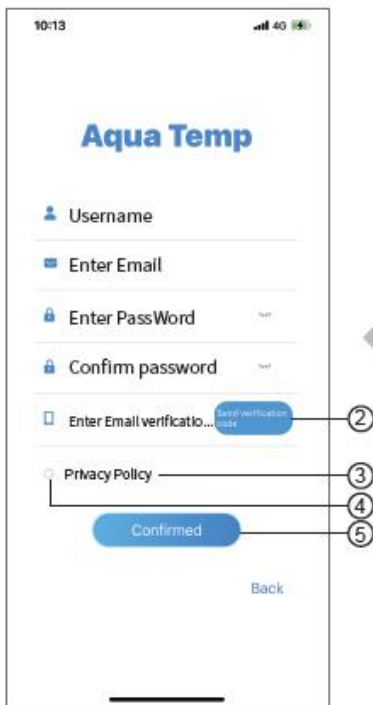 10:13 4G
Aqua Temp
Username
Enter Email
Enter PassWord
Confirm password
Enter Email verificatio...
Send verification
code
②
Privacy Policy
③
④
Confirmed
⑤
Back